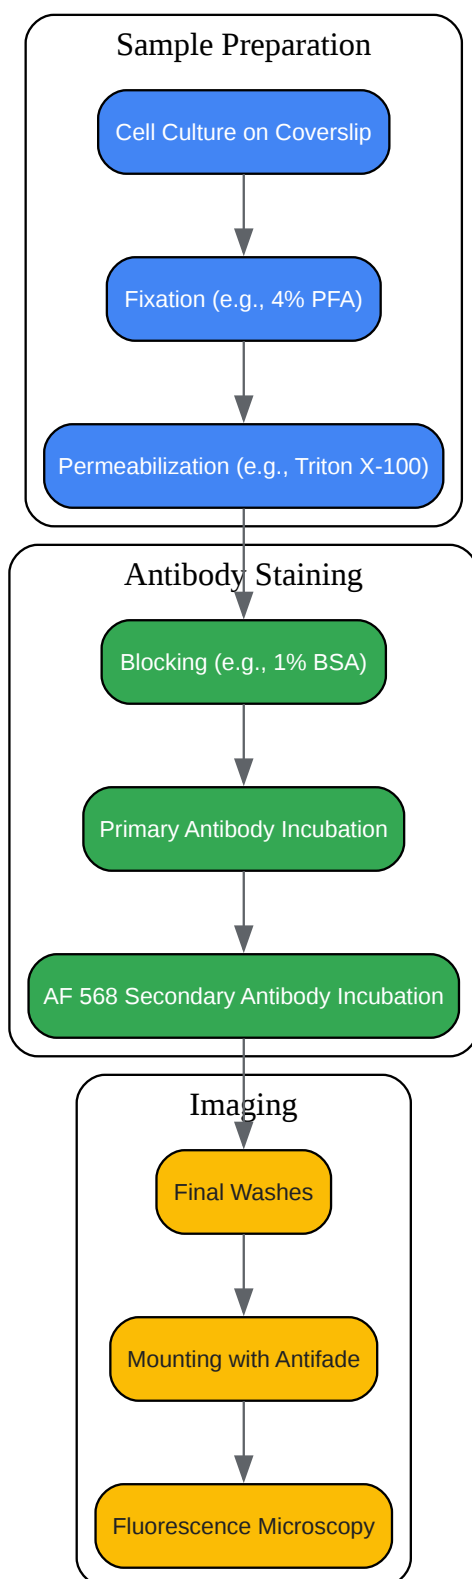 Sample Preparation
Cell Culture on Coverslip
Fixation (e.g., 4% PFA)
Permeabilization (e.g., Triton X-100)
Antibody Staining
Blocking (e.g., 1% BSA)
Primary Antibody Incubation
AF 568 Secondary Antibody Incubation
Imaging
Final Washes
Mounting with Antifade
Fluorescence Microscopy